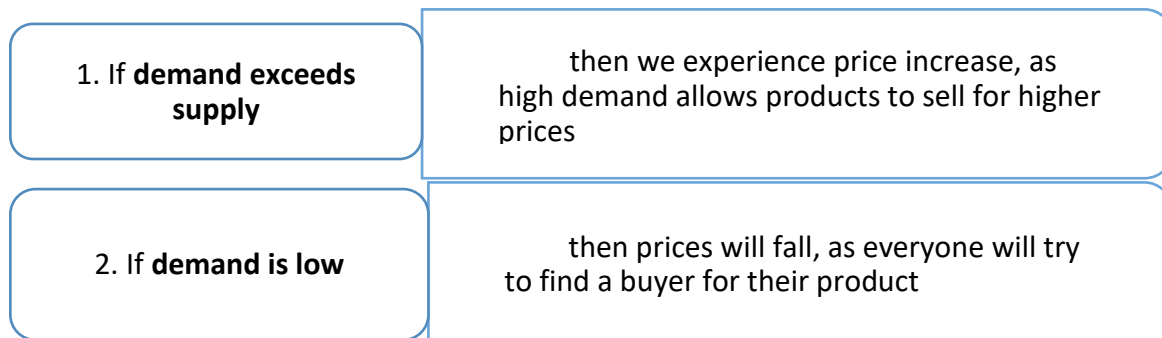 1. If demand exceeds
supply
then we experience price increase, as
high demand allows products to sell for higher
prices
2. If demand is low
then prices will fall, as everyone will try
to find a buyer for their product